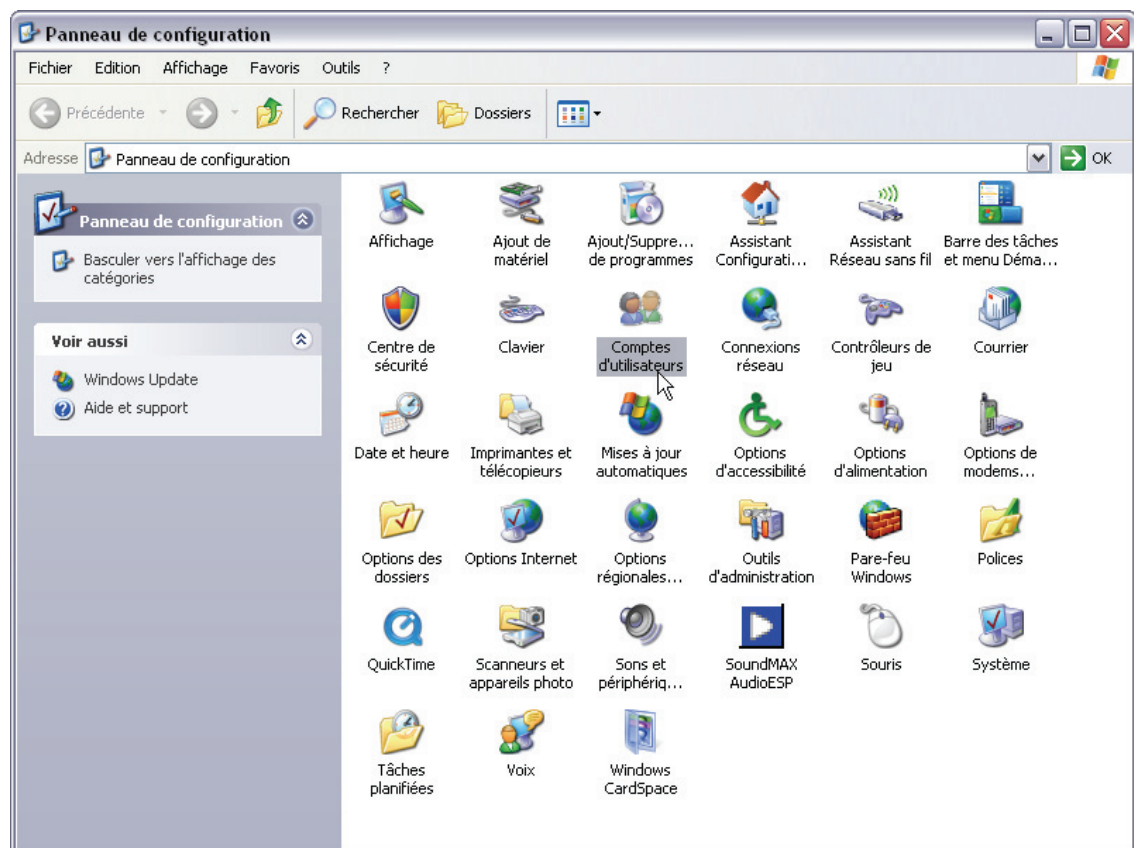 Panneau de configuration
Fichier Edition Affichage Favoris Outils ?
Précédente Rechercher Dossiers
Adresse Panneau de configuration OK
Panneau de configuration
Basculer vers l'affichage des
catégories
Voir aussi
Windows Update
Aide et support
Affichage
Ajout de
matériel
Ajout/Suppre...
de programmes
Assistant
Configurati...
Assistant
Réseau sans fil
Barre des tâches
et menu Déma...
Centre de
sécurité
Clavier
Comptes
d'utilisateurs
Connexions
réseau
Contrôleurs de
jeu
Courrier
Date et heure
Imprimantes et
télécopieurs
Mises à jour
automatiques
Options
d'accessibilité
Options
d'alimentation
Options de
modems...
Options des
dossiers
Options Internet
Options
régionales...
Outils
d'administration
Pare-feu
Windows
Polices
QuickTime
Scanneurs et
appareils photo
Sons et
périphériq...
SoundMAX
AudioESP
Souris
Système
Tâches
planifiées
Voix
Windows
CardSpace